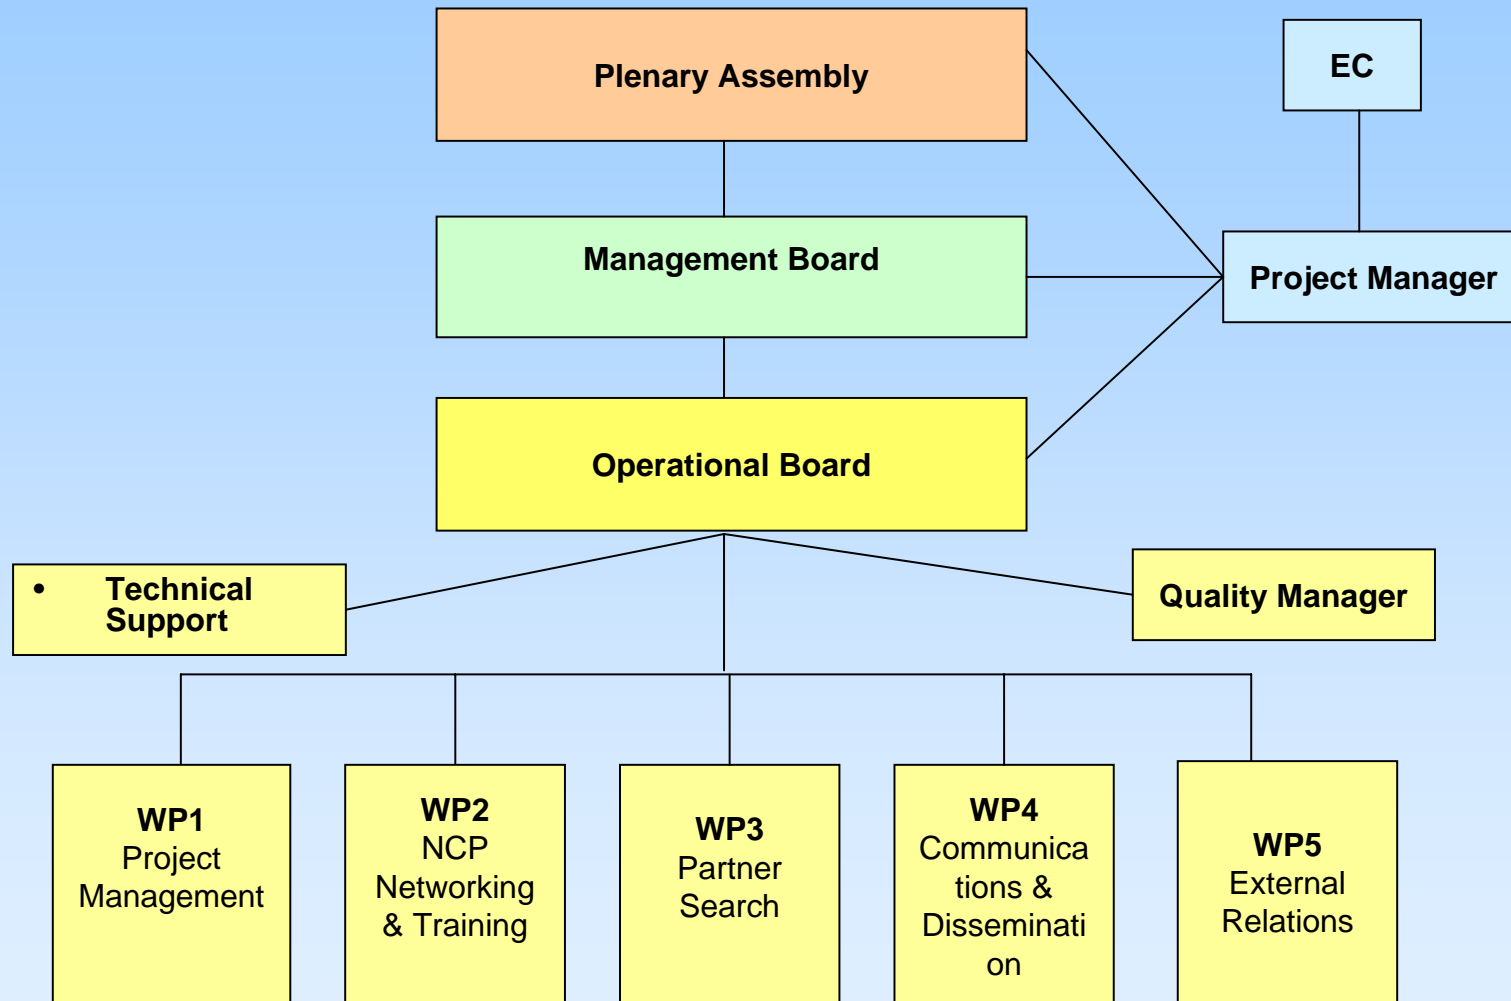 Plenary Assembly
EC
Management Board
Project Manager
Operational Board
• Technical
Support
Quality Manager
WP1
Project
Management
WP2
NCP
Networking
& Training
WP3
Partner
Search
WP4
Communica
tions &
Disseminati
on
WP5
External
Relations